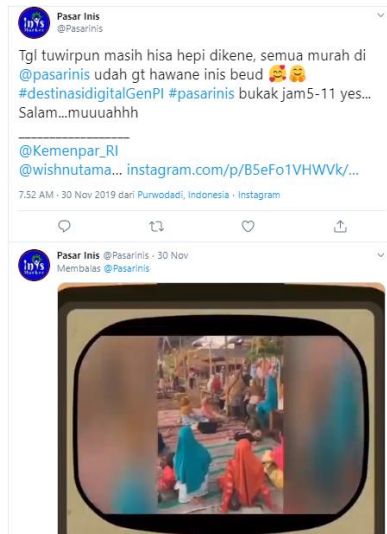 Pasar Inis
@Pasarinis
Tgl tuwirpun masih hisa hepi dikene, semua murah di
@pasarinis udah gt hawane inis beud
#destinasidigitalGenPI #pasarinis bukak jam5-11 yes...
Salam...muuuahhh
__________________
@Kemenpar_RI
@wishnutama... instagram.com/p/B5eFo1VHWVk/...
7.52 AM · 30 Nov 2019 dari Purwodadi, Indonesia · Instagram
Pasar Inis @Pasarinis · 30 Nov
Membalas @Pasarinis